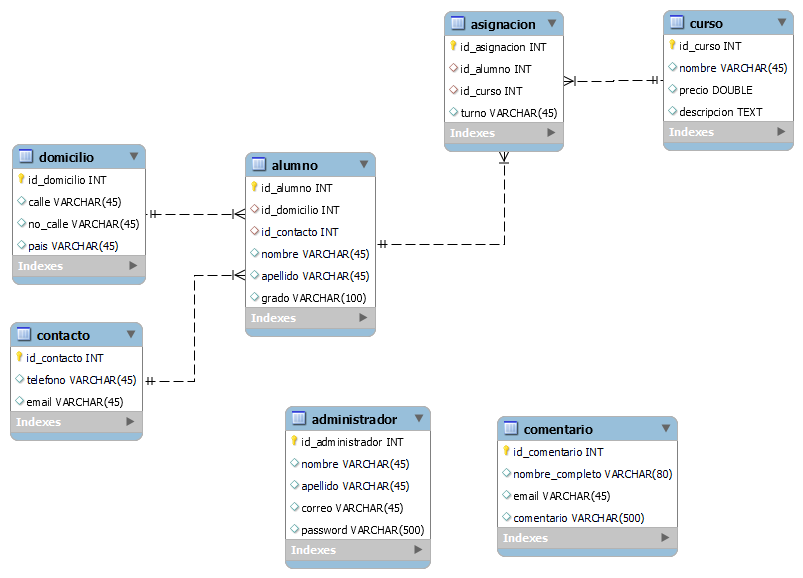 asignacion
id_asignacion INT
id_alumno INT
id_curso INT
turno VARCHAR(45)
Indexes
curso
id_curso INT
nombre VARCHAR(45)
precio DOUBLE
descripcion TEXT
Indexes
domicilio
id_domicilio INT
calle VARCHAR(45)
no_calle VARCHAR(45)
pais VARCHAR(45)
Indexes
alumno
id_alumno INT
id_domicilio INT
id_contacto INT
nombre VARCHAR(45)
apellido VARCHAR(45)
grado VARCHAR(100)
Indexes
contacto
id_contacto INT
telefono VARCHAR(45)
email VARCHAR(45)
Indexes
administrador
id_administrador INT
nombre VARCHAR(45)
apellido VARCHAR(45)
correo VARCHAR(45)
password VARCHAR(500)
Indexes
comentario
id_comentario INT
nombre_completo VARCHAR(80)
email VARCHAR(45)
comentario VARCHAR(500)
Indexes